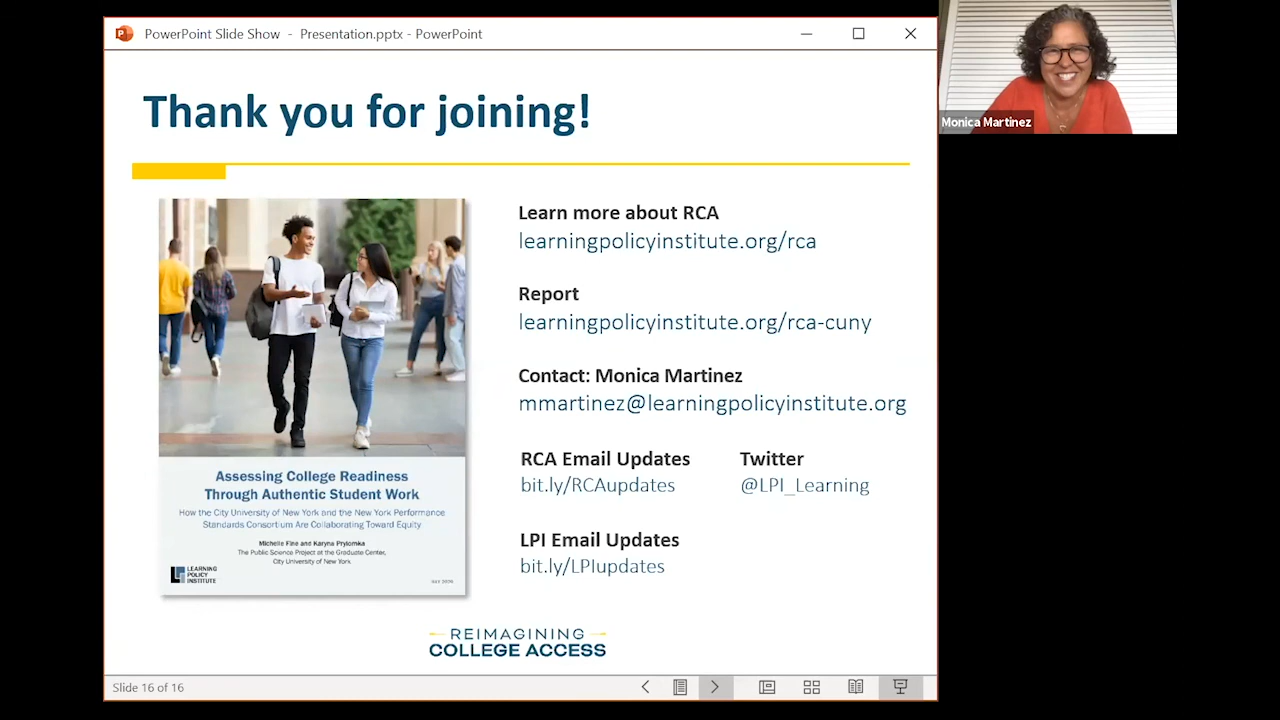 PowerPoint Slide Show - Presentation.pptx - PowerPoint
Monica Martinez
Thank you for joining!
Learn more about RCA
learningpolicyinstitute.org/rca
Report
learningpolicyinstitute.org/rca-cuny
Contact: Monica Martinez
mmartinez@learningpolicyinstitute.org
RCA Email Updates
bit.ly/RCAupdates
Twitter
@LPI_Learning
LPI Email Updates
bit.ly/LPIupdates
Assessing College Readiness
Through Authentic Student Work
How the City University of New York and the New York Performance
Standards Consortium Are Collaborating Toward Equity
Michelle Fine and Karyna Pryiomka
The Public Science Project at the Graduate Center,
City University of New York
LEARNING
POLICY
INSTITUTE
REIMAGINING
COLLEGE ACCESS
Slide 16 of 16